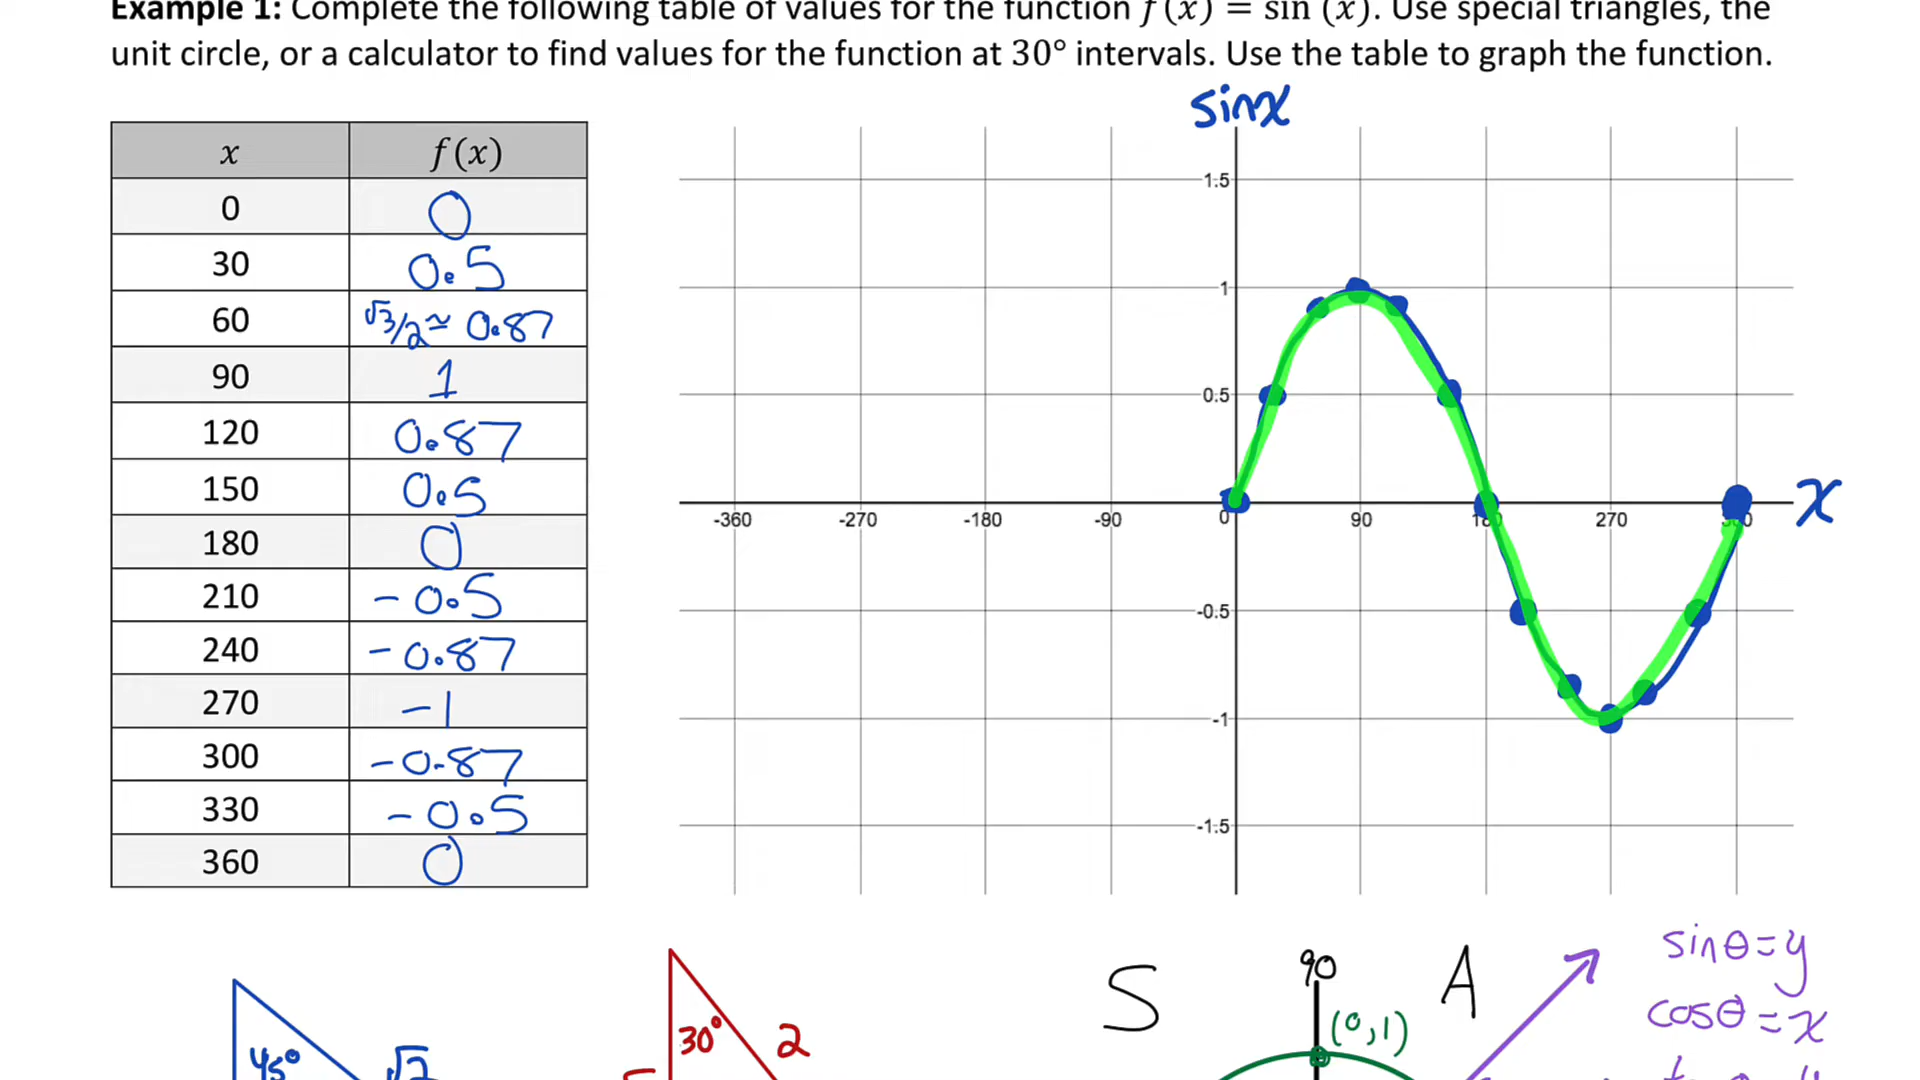 Example 1: Complete the following table of values for the function f(x) = sin (x). Use special triangles, the
unit circle, or a calculator to find values for the function at 30° intervals. Use the table to graph the function.
x f(x)
0 0
30 0.5
60 √3/2 ≃ 0.87
90 1
120 0.87
150 0.5
180 0
210 -0.5
240 -0.87
270 -1
300 -0.87
330 -0.5
360 0
sinx
1.5
1
0.5
-360 -270 -180 -90 0 90 180 270 360 x
-0.5
-1
-1.5
45° √2
30° 2
S 90 A
(0,1)
sinθ=y
cosθ=x